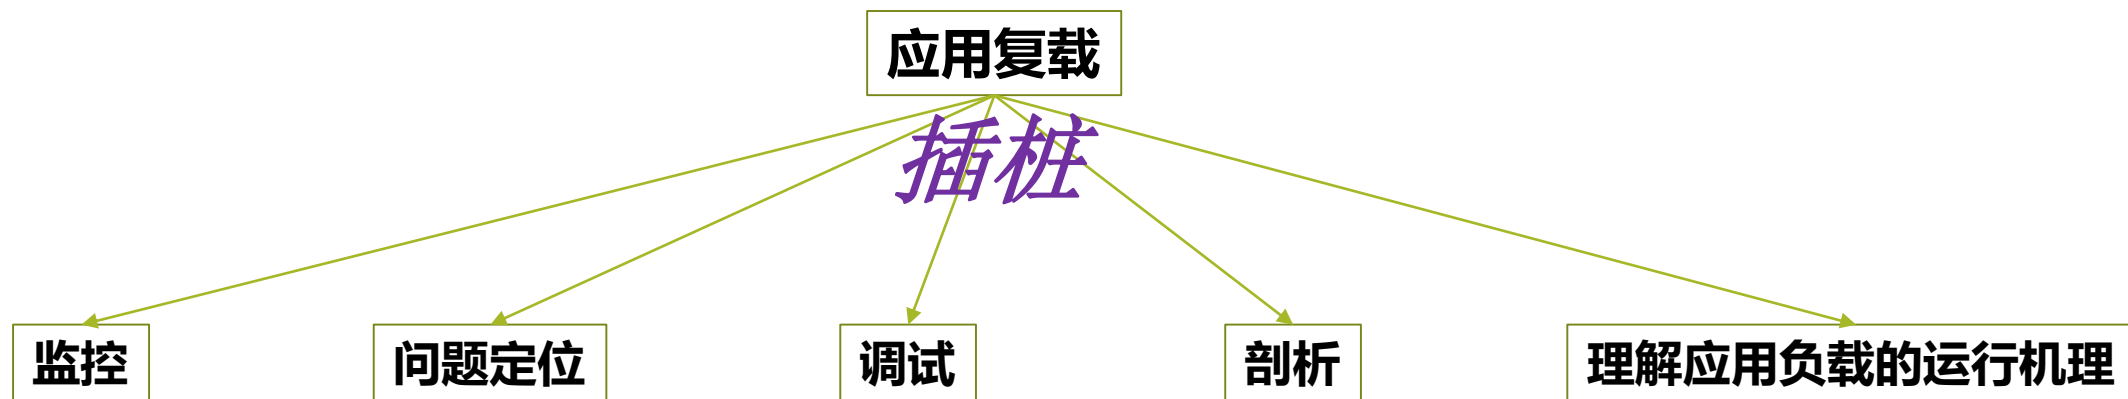 应用复载
插桩
监控
问题定位
调试
剖析
理解应用负载的运行机理